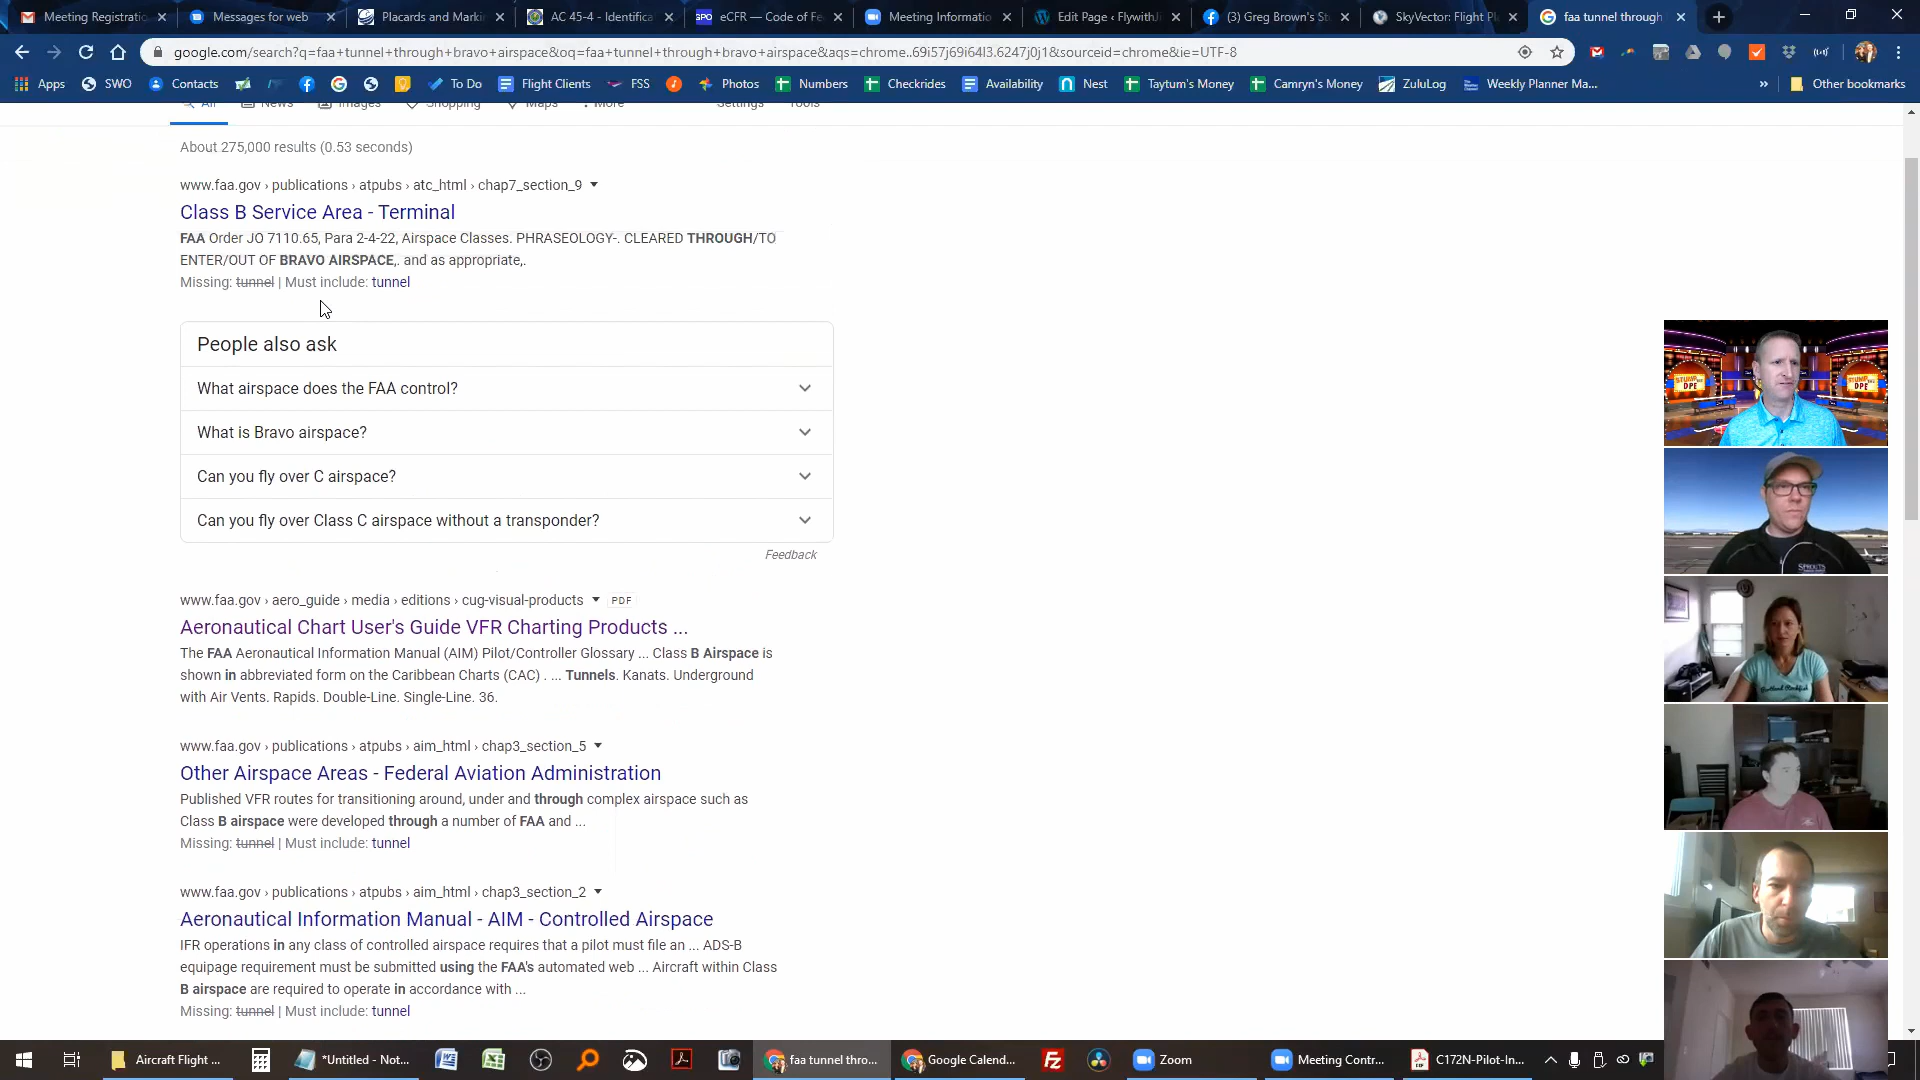 Meeting Registratio
Messages for web
Placards and Marki
AC 45-4 - Identifica
eCFR — Code of Fe
Meeting Informatio
Edit Page ‹ FlywithJi
(3) Greg Brown's St
SkyVector: Flight Pl
faa tunnel through
google.com/search?q=faa+tunnel+through+bravo+airspace&oq=faa+tunnel+through+bravo+airspace&aqs=chrome..69i57j69i64l3.6247j0j1&sourceid=chrome&ie=UTF-8
Apps SWO Contacts To Do Flight Clients FSS Photos Numbers Checkrides Availability Nest Taytum's Money Camryn's Money ZuluLog Weekly Planner Ma... » Other bookmarks
All News Images Shopping Maps More Settings Tools
About 275,000 results (0.53 seconds)
www.faa.gov › publications › atpubs › atc_html › chap7_section_9
Class B Service Area - Terminal
FAA Order JO 7110.65, Para 2-4-22, Airspace Classes. PHRASEOLOGY-. CLEARED THROUGH/TO
ENTER/OUT OF BRAVO AIRSPACE,. and as appropriate,.
Missing: tunnel | Must include: tunnel
People also ask
What airspace does the FAA control?
What is Bravo airspace?
Can you fly over C airspace?
Can you fly over Class C airspace without a transponder?
Feedback
www.faa.gov › aero_guide › media › editions › cug-visual-products PDF
Aeronautical Chart User's Guide VFR Charting Products ...
The FAA Aeronautical Information Manual (AIM) Pilot/Controller Glossary ... Class B Airspace is
shown in abbreviated form on the Caribbean Charts (CAC) . ... Tunnels. Kanats. Underground
with Air Vents. Rapids. Double-Line. Single-Line. 36.
www.faa.gov › publications › atpubs › aim_html › chap3_section_5
Other Airspace Areas - Federal Aviation Administration
Published VFR routes for transitioning around, under and through complex airspace such as
Class B airspace were developed through a number of FAA and ...
Missing: tunnel | Must include: tunnel
www.faa.gov › publications › atpubs › aim_html › chap3_section_2
Aeronautical Information Manual - AIM - Controlled Airspace
IFR operations in any class of controlled airspace requires that a pilot must file an ... ADS-B
equipage requirement must be submitted using the FAA's automated web ... Aircraft within Class
B airspace are required to operate in accordance with ...
Missing: tunnel | Must include: tunnel
STUMP
DPE
Aircraft Flight ...
*Untitled - Not...
faa tunnel thro...
Google Calend...
Zoom
Meeting Contr...
C172N-Pilot-In...